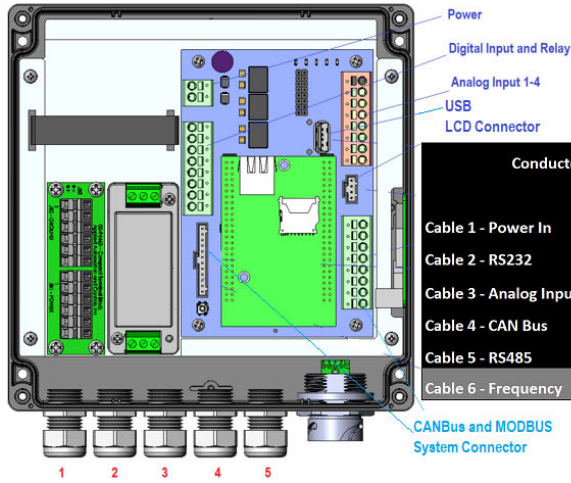 Power
Digital Input and Relay
Analog Input 1-4
USB
LCD Connector
Conducto
Cable 1 - Power In
Cable 2 - RS232
Cable 3 - Analog Inpu
Cable 4 - CAN Bus
Cable 5 - RS485
Cable 6 - Frequency
CANBus and MODBUS
System Connector
1
2
3
4
5